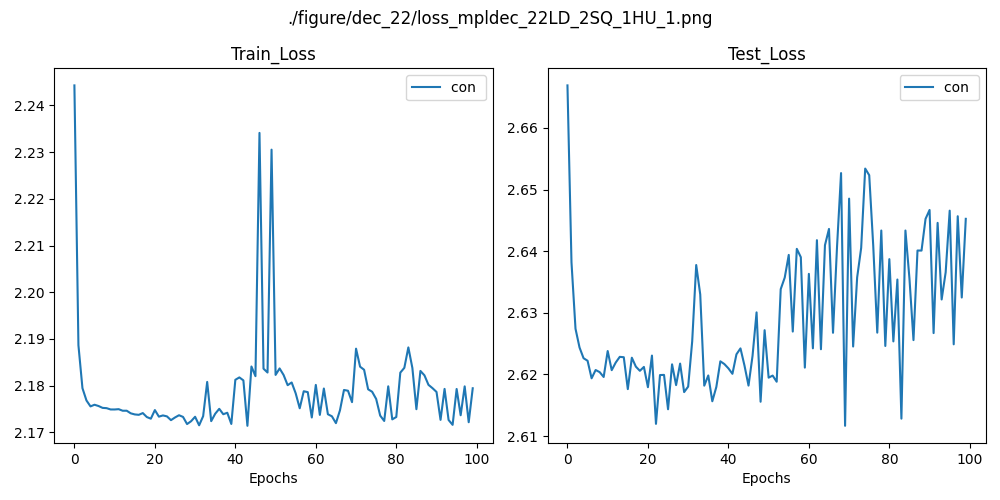 ./figure/dec_22/loss_mpldec_22LD_2SQ_1HU_1.png
Train_Loss
con
2.24
2.23
2.22
2.21
2.20
2.19
2.18
2.17
0 20 40 60 80 100
Epochs
Test_Loss
con
2.66
2.65
2.64
2.63
2.62
2.61
0 20 40 60 80 100
Epochs